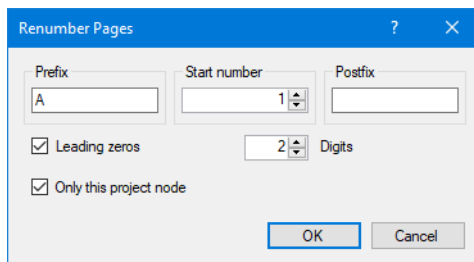 Renumber Pages ?
Prefix Start number Postfix
A 1
Leading zeros 2 Digits
Only this project node
OK Cancel